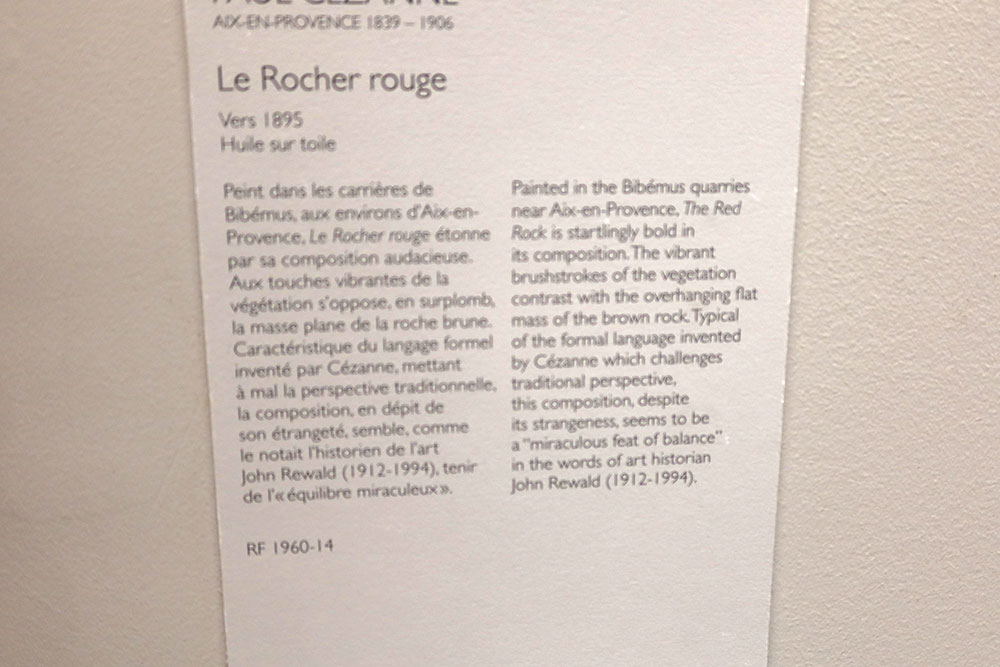 PAUL CÉZANNE
AIX-EN-PROVENCE 1839 – 1906
Le Rocher rouge
Vers 1895
Huile sur toile
Peint dans les carrières de
Bibémus, aux environs d'Aix-en-
Provence, Le Rocher rouge étonne
par sa composition audacieuse.
Aux touches vibrantes de la
végétation s'oppose, en surplomb,
la masse plane de la roche brune.
Caractéristique du langage formel
inventé par Cézanne, mettant
à mal la perspective traditionnelle,
la composition, en dépit de
son étrangeté, semble, comme
le notait l'historien de l'art
John Rewald (1912-1994), tenir
de l'« équilibre miraculeux ».
Painted in the Bibémus quarries
near Aix-en-Provence, The Red
Rock is startlingly bold in
its composition. The vibrant
brushstrokes of the vegetation
contrast with the overhanging flat
mass of the brown rock. Typical
of the formal language invented
by Cézanne which challenges
traditional perspective,
this composition, despite
its strangeness, seems to be
a "miraculous feat of balance"
in the words of art historian
John Rewald (1912-1994).
RF 1960-14